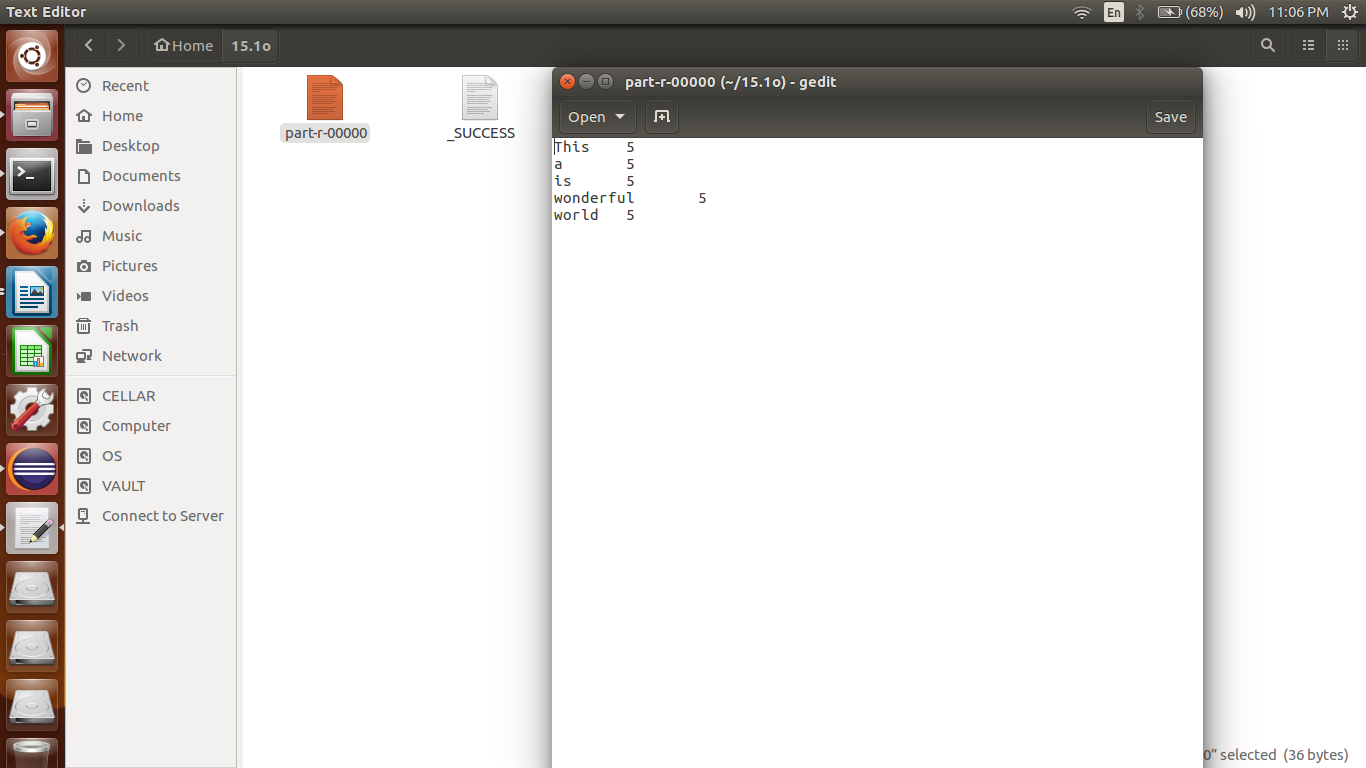 Text Editor
En
(68%)
11:06 PM
Home
15.1o
Recent
Home
Desktop
Documents
Downloads
Music
Pictures
Videos
Trash
Network
CELLAR
Computer
OS
VAULT
Connect to Server
part-r-00000
_SUCCESS
part-r-00000 (~/15.1o) - gedit
Open
Save
This 5
a 5
is 5
wonderful 5
world 5
0" selected (36 bytes)